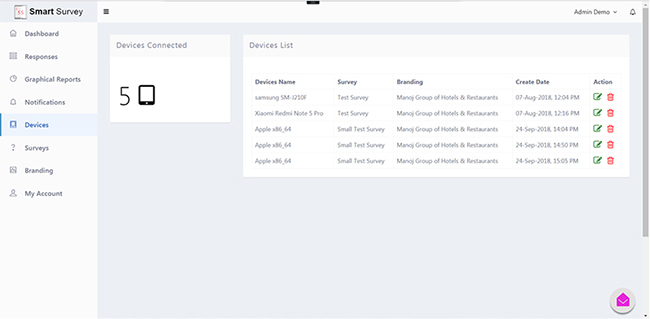 Smart Survey
Admin Demo
Dashboard
Responses
Graphical Reports
Notifications
Devices
Surveys
Branding
My Account
Devices Connected
5
Devices List
Devices Name Survey Branding Create Date Action
samsung SM-J210F Test Survey Manoj Group of Hotels & Restaurants 07-Aug-2018, 12:04 PM
Xiaomi Redmi Note 5 Pro Test Survey Manoj Group of Hotels & Restaurants 07-Aug-2018, 12:16 PM
Apple x86_64 Small Test Survey Manoj Group of Hotels & Restaurants 24-Sep-2018, 14:04 PM
Apple x86_64 Small Test Survey Manoj Group of Hotels & Restaurants 24-Sep-2018, 14:50 PM
Apple x86_64 Small Test Survey Manoj Group of Hotels & Restaurants 24-Sep-2018, 15:05 PM